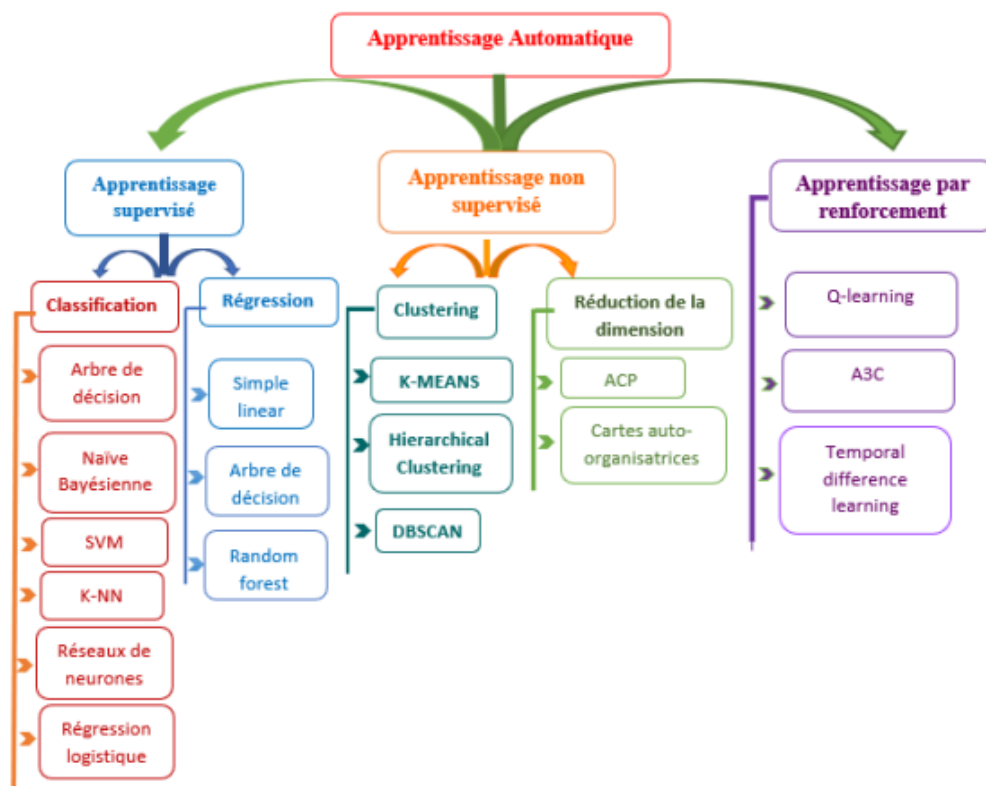 Apprentissage Automatique
Apprentissage
supervisé
Apprentissage non
supervisé
Apprentissage par
renforcement
Classification
Arbre de
décision
Naïve
Bayésienne
SVM
K-NN
Réseaux de
neurones
Régression
logistique
Régression
Simple
linear
Arbre de
décision
Random
forest
Clustering
K-MEANS
Hierarchical
Clustering
DBSCAN
Réduction de la
dimension
ACP
Cartes auto-
organisatrices
Q-learning
A3C
Temporal
difference
learning